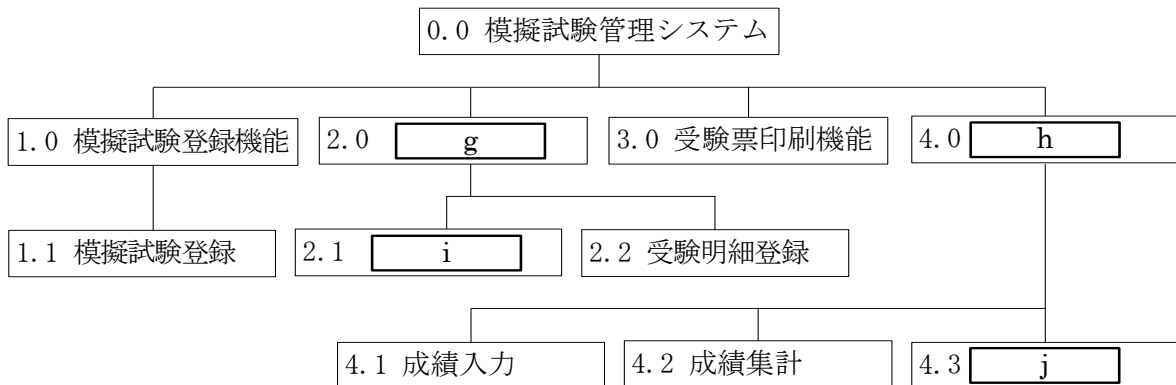 0.0 模擬試験管理システム
1.0 模擬試験登録機能
2.0 g
3.0 受験票印刷機能
4.0 h
1.1 模擬試験登録
2.1 i
2.2 受験明細登録
4.1 成績入力
4.2 成績集計
4.3 j